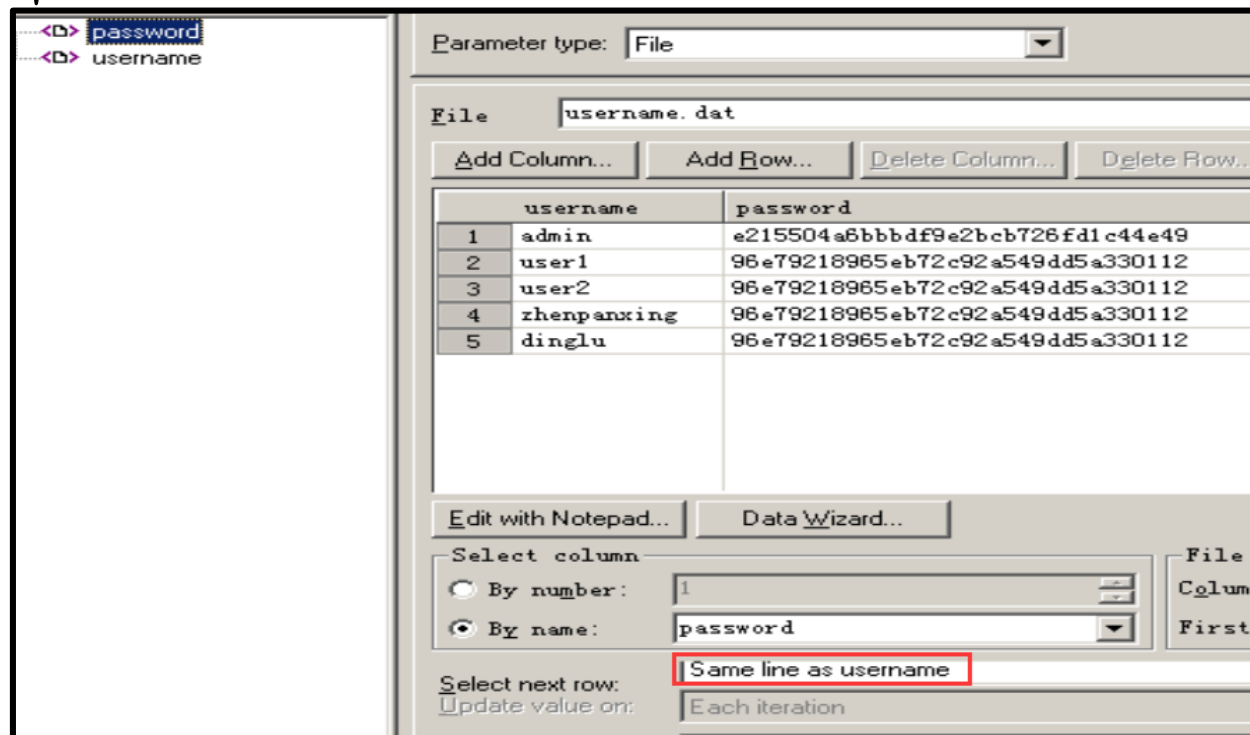 password
username
Parameter type: File
File username.dat
Add Column... Add Row... Delete Column... Delete Row..
username password
1 admin e215504a6bbbdf9e2bcb726fd1c44e49
2 user1 96e79218965eb72c92a549dd5a330112
3 user2 96e79218965eb72c92a549dd5a330112
4 zhenpanxing 96e79218965eb72c92a549dd5a330112
5 dinglu 96e79218965eb72c92a549dd5a330112
Edit with Notepad... Data Wizard...
Select column File
By number: 1 Colum
By name: password First
Select next row: Same line as username
Update value on: Each iteration